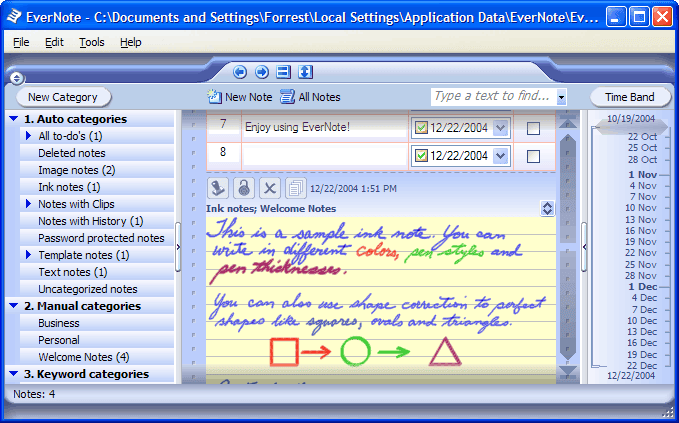 EverNote - C:\Documents and Settings\Forrest\Local Settings\Application Data\EverNote\Ev...
File Edit Tools Help
New Category
New Note All Notes Type a text to find...
Time Band
1. Auto categories
All to-do's (1)
Deleted notes
Image notes (2)
Ink notes (1)
Notes with Clips
Notes with History (1)
Password protected notes
Template notes (1)
Text notes (1)
Uncategorized notes
2. Manual categories
Business
Personal
Welcome Notes (4)
3. Keyword categories
7 Enjoy using EverNote! 12/22/2004
8 12/22/2004
12/22/2004 1:51 PM
Ink notes; Welcome Notes
This is a sample ink note. You can
write in different colors, pen styles and
pen thicknesses.
You can also use shape correction to perfect
shapes like squares, ovals and triangles.
10/19/2004
22 Oct
25 Oct
28 Oct
1 Nov
4 Nov
7 Nov
10 Nov
13 Nov
16 Nov
19 Nov
22 Nov
25 Nov
28 Nov
1 Dec
4 Dec
7 Dec
10 Dec
13 Dec
16 Dec
19 Dec
22 Dec
12/22/2004
Notes: 4